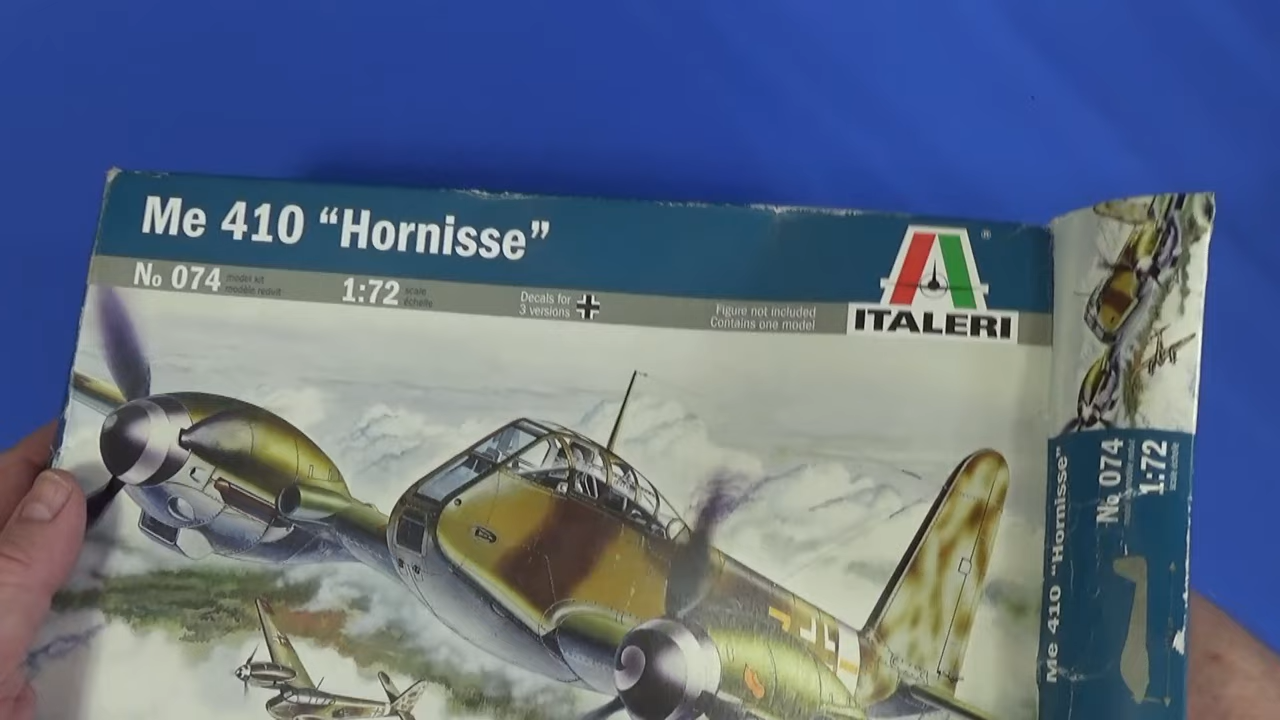 Me 410 “Hornisse”
No 074 model kit
modèle réduit
1:72 scale
échelle
Decals for
3 versions
Figure not included
Contains one model
ITALERI
®
Me 410 “Hornisse”
No 074
1:72